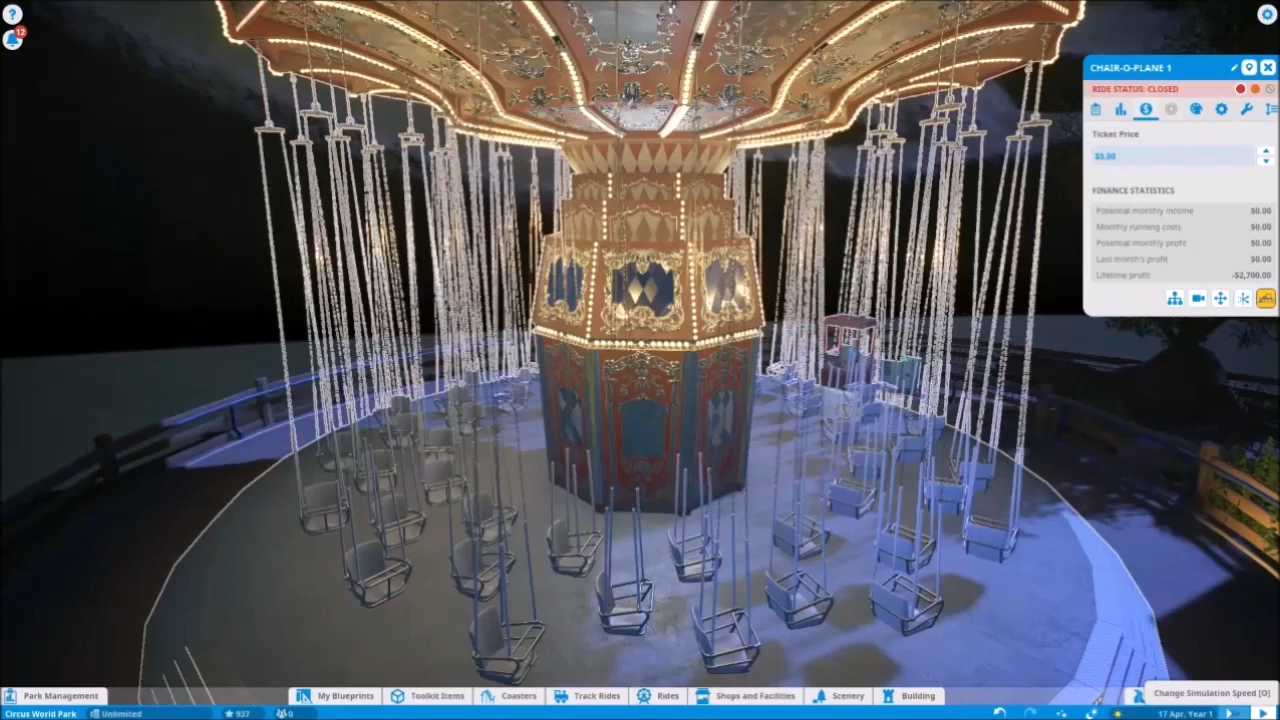 ?
12
CHAIR-O-PLANE 1
RIDE STATUS: CLOSED
Ticket Price
$5.00
FINANCE STATISTICS
Potential monthly income $0.00
Monthly running costs $0.00
Potential monthly profit $0.00
Last month's profit $0.00
Lifetime profit -$2,700.00
Park Management
My Blueprints
Toolkit Items
Coasters
Track Rides
Rides
Shops and Facilities
Scenery
Building
Change Simulation Speed [O]
Circus World Park
Unlimited
937
0
17 Apr, Year 1